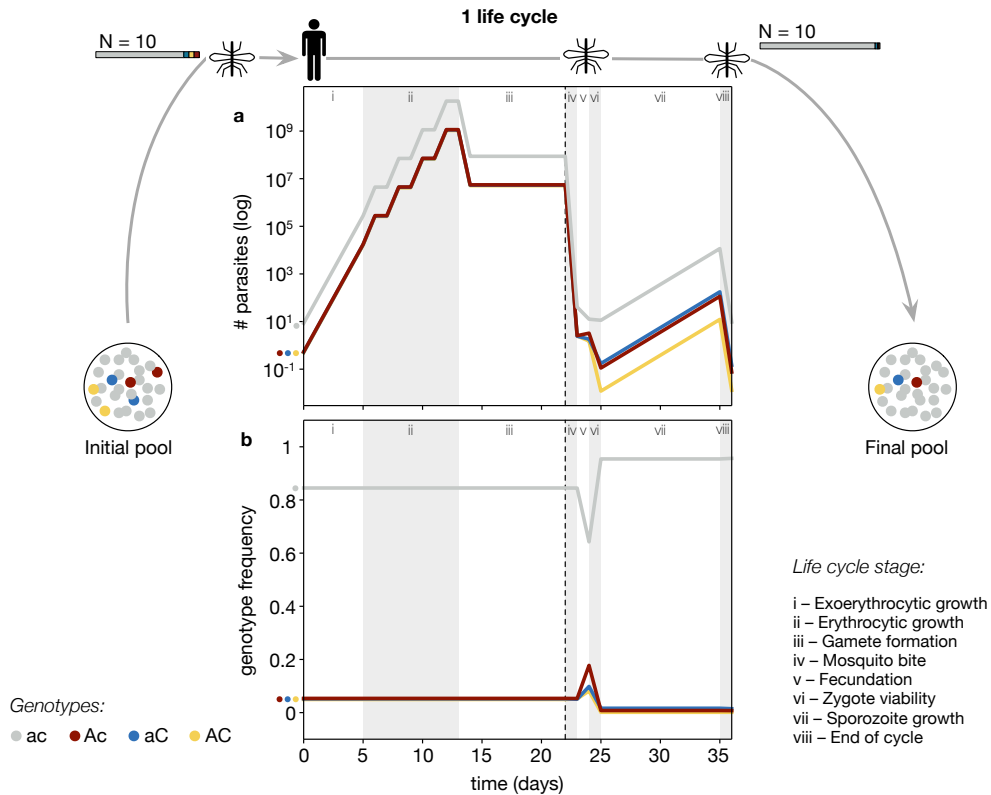 1 life cycle
N = 10
N = 10
a
i
ii
iii
iv
v
vi
vii
viii
10⁹
10⁷
10⁵
10³
10¹
10⁻¹
# parasites (log)
Initial pool
Final pool
b
i
ii
iii
iv
v
vi
vii
viii
1
0.8
0.6
0.4
0.2
0
genotype frequency
0
5
10
15
20
25
30
35
time (days)
Genotypes:
ac
Ac
aC
AC
Life cycle stage:
i – Exoerythrocytic growth
ii – Erythrocytic growth
iii – Gamete formation
iv – Mosquito bite
v – Fecundation
vi – Zygote viability
vii – Sporozoite growth
viii – End of cycle